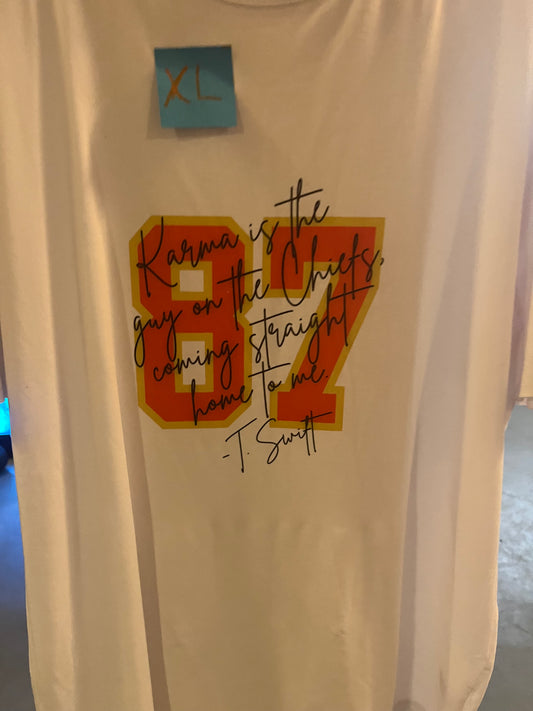 XL
87
Karma is the
guy on the Chiefs,
coming straight
home to me.
-T. Swift